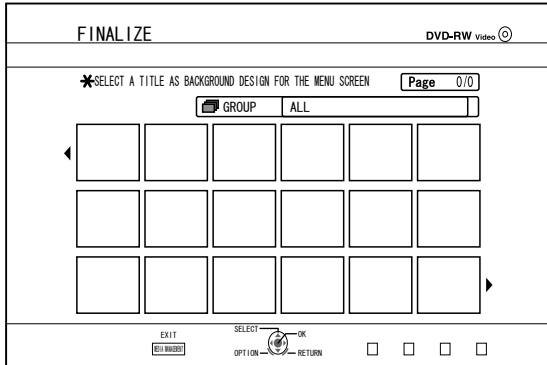 FINALIZE
DVD-RW Video
*SELECT A TITLE AS BACKGROUND DESIGN FOR THE MENU SCREEN
Page 0/0
GROUP ALL
EXIT
MEDIA MANAGEMENT
SELECT
OK
OPTION
RETURN